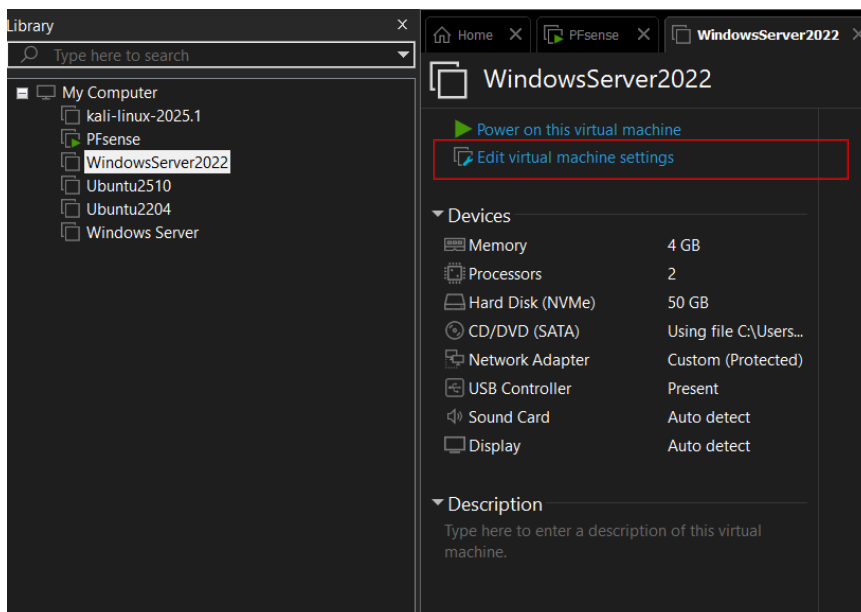 Library
Type here to search
My Computer
kali-linux-2025.1
PFsense
WindowsServer2022
Ubuntu2510
Ubuntu2204
Windows Server
Home PFsense WindowsServer2022
WindowsServer2022
Power on this virtual machine
Edit virtual machine settings
Devices
Memory 4 GB
Processors 2
Hard Disk (NVMe) 50 GB
CD/DVD (SATA) Using file C:\Users...
Network Adapter Custom (Protected)
USB Controller Present
Sound Card Auto detect
Display Auto detect
Description
Type here to enter a description of this virtual
machine.